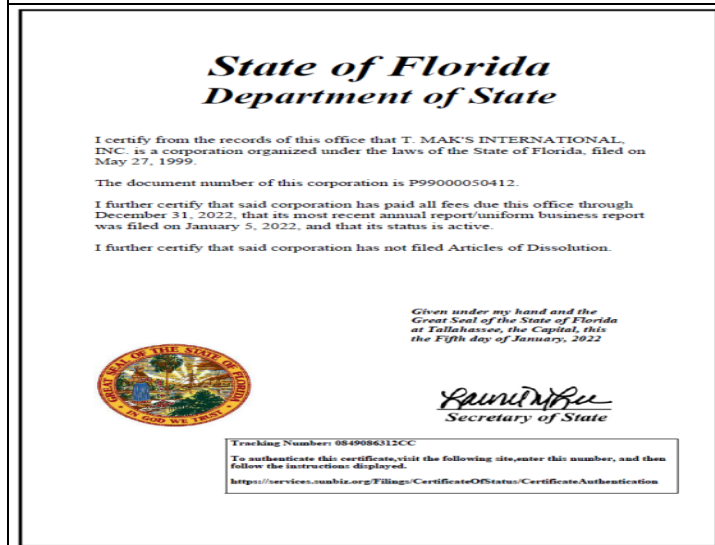 State of Florida
Department of State
I certify from the records of this office that T. MAK'S INTERNATIONAL,
INC. is a corporation organized under the laws of the State of Florida, filed on
May 27, 1999.
The document number of this corporation is P99000050412.
I further certify that said corporation has paid all fees due this office through
December 31, 2022, that its most recent annual report/uniform business report
was filed on January 5, 2022, and that its status is active.
I further certify that said corporation has not filed Articles of Dissolution.
Given under my hand and the
Great Seal of the State of Florida
at Tallahassee, the Capital, this
the Fifth day of January, 2022
GREAT SEAL OF THE STATE OF FLORIDA
IN GOD WE TRUST
Secretary of State
Tracking Number: 0849086312CC
To authenticate this certificate,visit the following site,enter this number, and then
follow the instructions displayed.
https://services.sunbiz.org/Filings/CertificateOfStatus/CertificateAuthentication